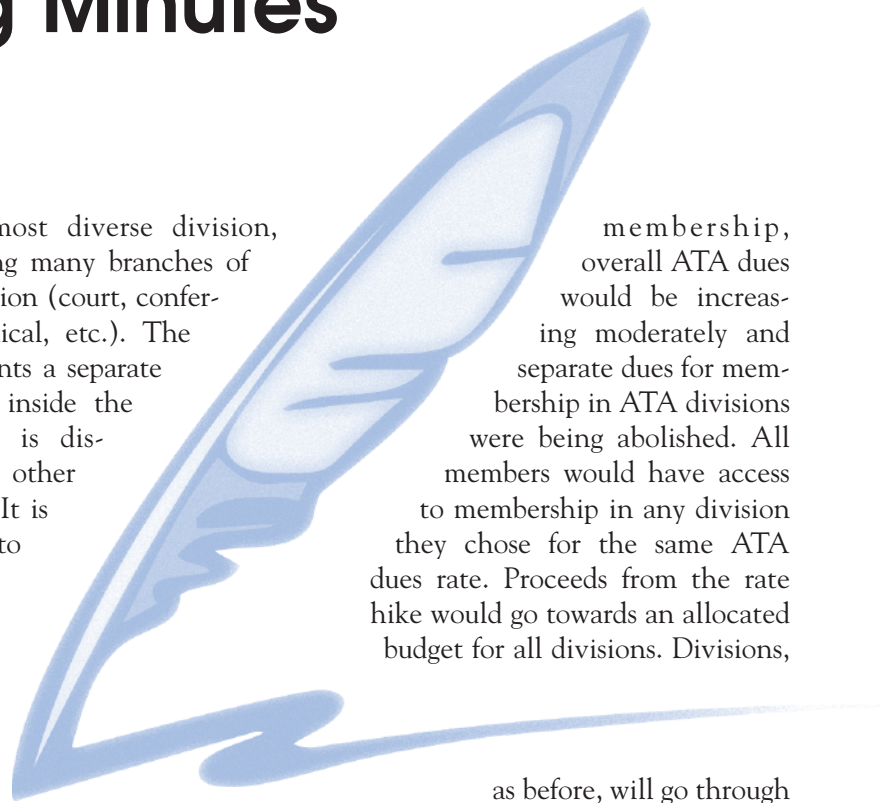 g Minutes
most diverse division,
ng many branches of
ion (court, confer-
ical, etc.). The
nts a separate
inside the
is dis-
other
It is
to
membership,
overall ATA dues
would be increas-
ing moderately and
separate dues for mem-
bership in ATA divisions
were being abolished. All
members would have access
to membership in any division
they chose for the same ATA
dues rate. Proceeds from the rate
hike would go towards an allocated
budget for all divisions. Divisions,
as before, will go through